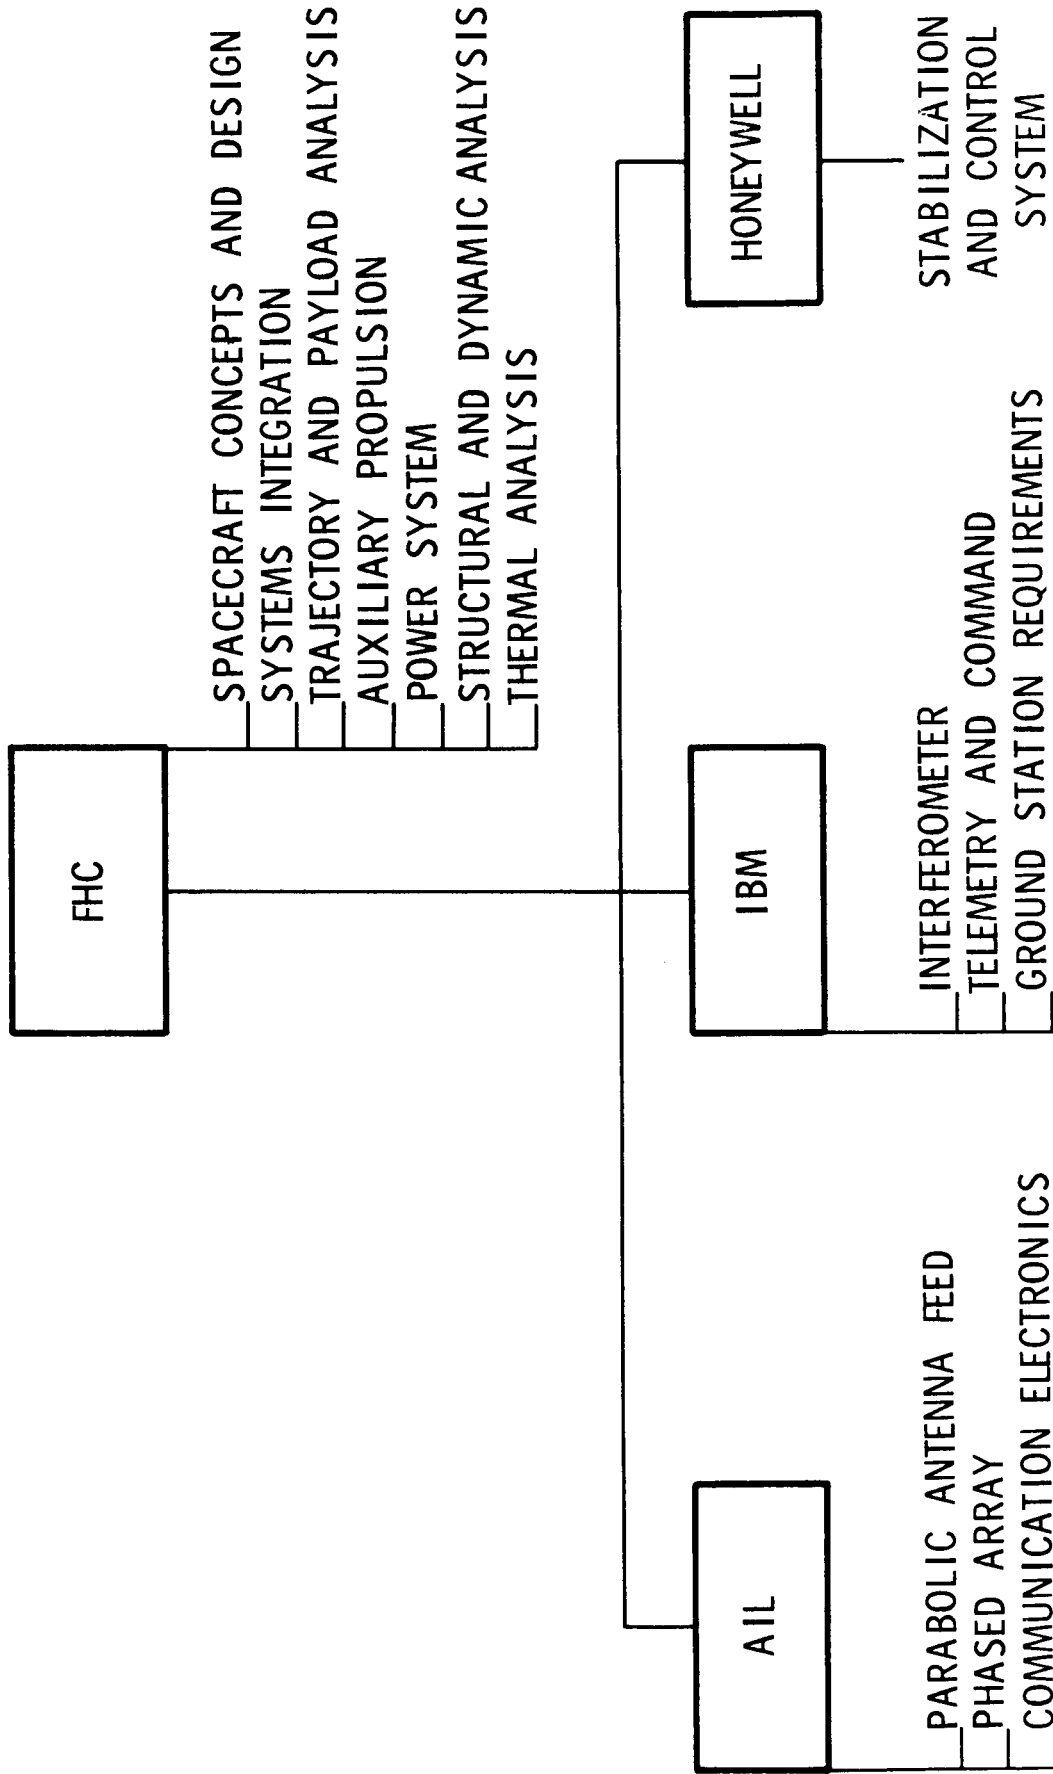 FHC
SPACECRAFT CONCEPTS AND DESIGN
SYSTEMS INTEGRATION
TRAJECTORY AND PAYLOAD ANALYSIS
AUXILIARY PROPULSION
POWER SYSTEM
STRUCTURAL AND DYNAMIC ANALYSIS
THERMAL ANALYSIS
AIL
PARABOLIC ANTENNA FEED
PHASED ARRAY
COMMUNICATION ELECTRONICS
IBM
INTERFEROMETER
TELEMETRY AND COMMAND
GROUND STATION REQUIREMENTS
HONEYWELL
STABILIZATION
AND CONTROL
SYSTEM